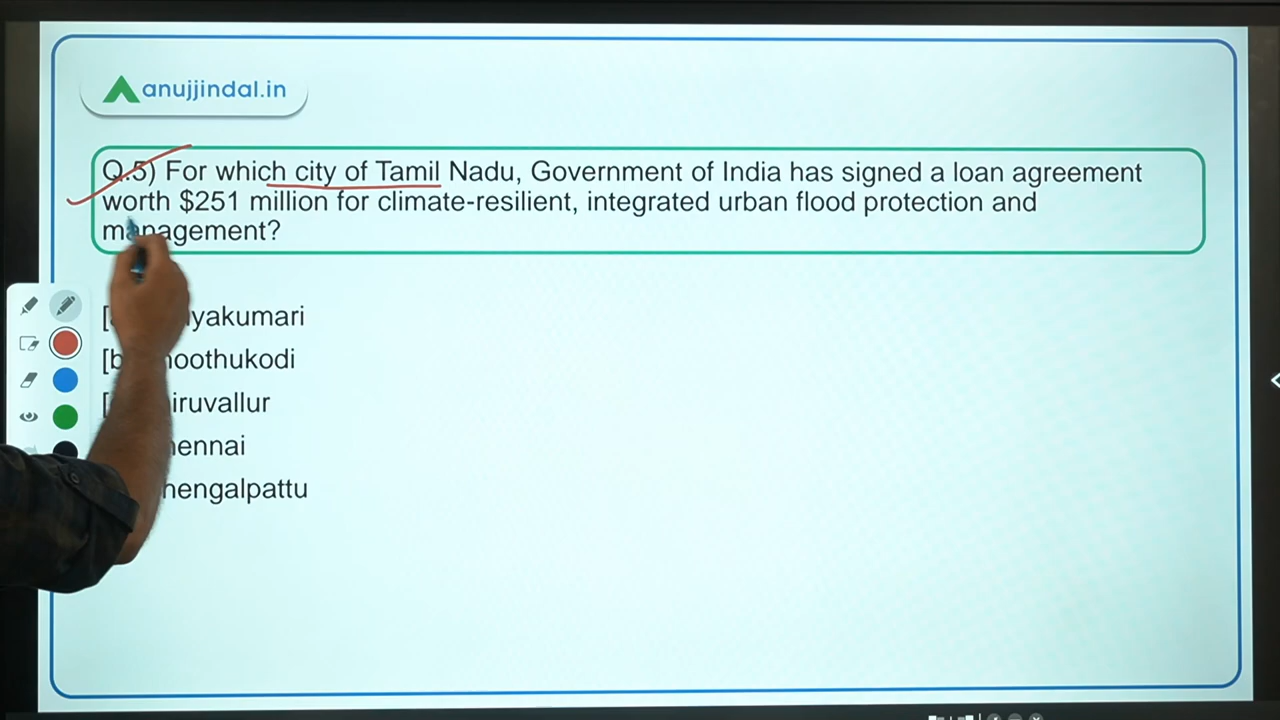 anujjindal.in
Q.5) For which city of Tamil Nadu, Government of India has signed a loan agreement
worth $251 million for climate-resilient, integrated urban flood protection and
management?
[ yakumari
[b hoothukodi
[ iruvallur
hennai
hengalpattu